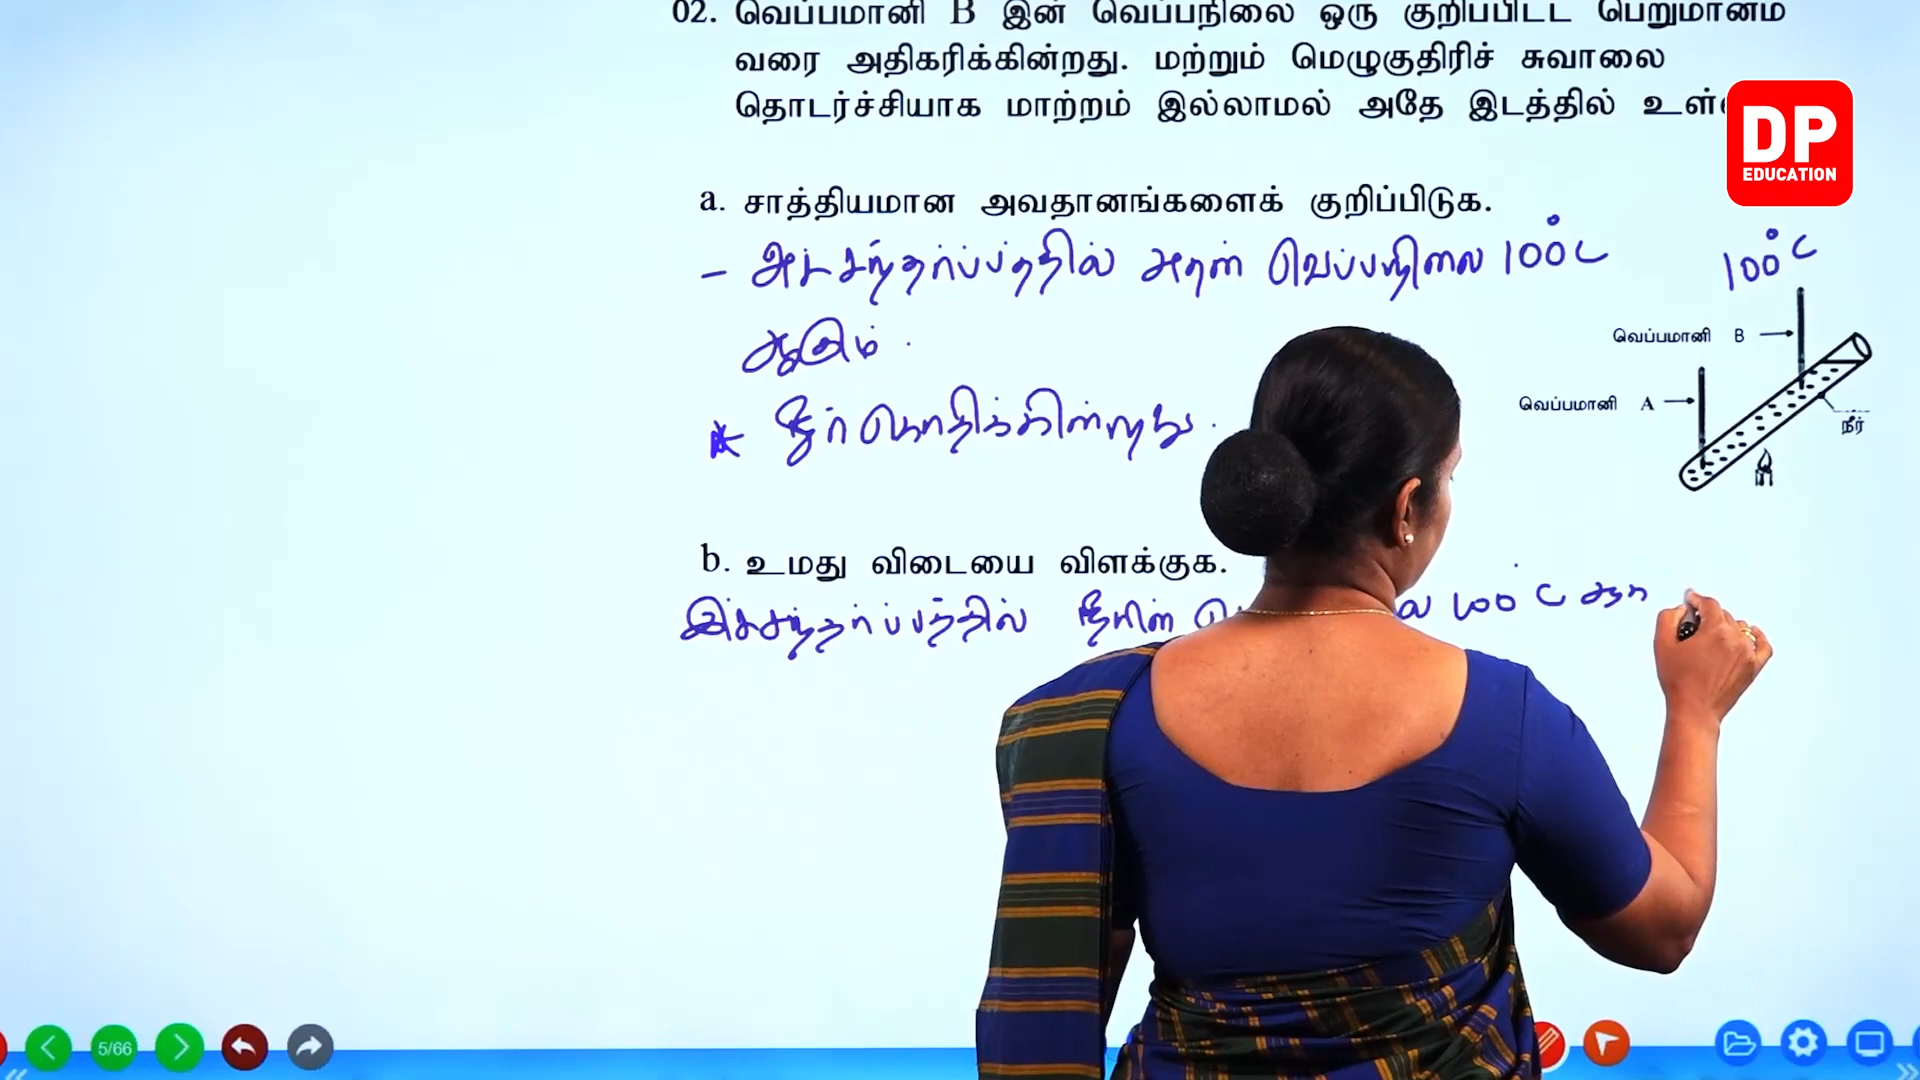 02. வெப்பமானி B இன் வெப்பநிலை ஒரு குறிப்பிட்ட பெறுமானம்
வரை அதிகரிக்கின்றது. மற்றும் மெழுகுதிரிச் சுவாலை
தொடர்ச்சியாக மாற்றம் இல்லாமல் அதே இடத்தில்
DP
EDUCATION
a. சாத்தியமான அவதானங்களைக் குறிப்பிடுக.
- அச்சந்தர்ப்பத்தில் அதன் வெப்பநிலை 100°C
ஆகும்.
* நீர் கொதிக்கின்றது.
100°C
வெப்பமானி B
வெப்பமானி A
நீர்
b. உமது விடையை விளக்குக.
இச்சந்தர்ப்பத்தில் நீரின் 100°C ஆக
5/66